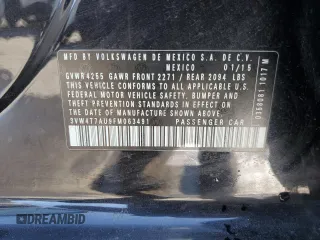 MFD. BY VOLKSWAGEN DE MEXICO S.A. DE C.V.
MEXICO 01/15
GVWR 4255 GAWR FRONT 2271 / REAR 2094 LBS
THIS VEHICLE CONFORMS TO ALL APPLICABLE U.S.
FEDERAL MOTOR VEHICLE SAFETY, BUMPER AND
THEFT PREVENTION STANDARDS IN EFFECT ON THE
DATE OF MANUFACTURE SHOWN ABOVE.
PASSENGER CAR
DREAMBID